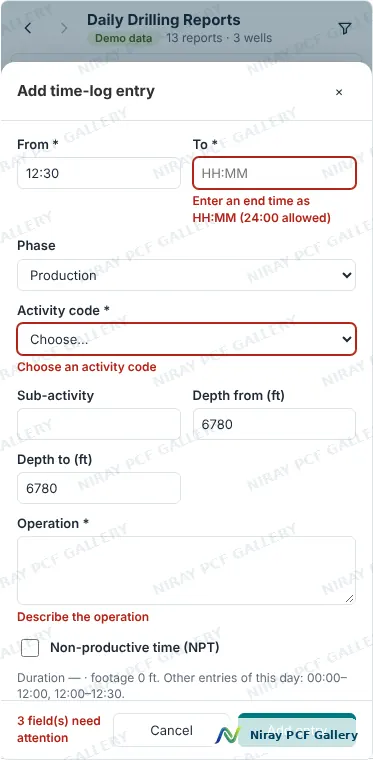 Daily Drilling Reports
Demo data 13 reports · 3 wells
Add time-log entry ×
From * To *
12:30 HH:MM
Enter an end time as
HH:MM (24:00 allowed)
Phase
Production
Activity code *
Choose...
Choose an activity code
Sub-activity Depth from (ft)
6780
Depth to (ft)
6780
Operation *
Describe the operation
Non-productive time (NPT)
Duration — · footage 0 ft. Other entries of this day: 00:00–
12:00, 12:00–12:30.
3 field(s) need
attention
Cancel
Niray PCF Gallery
NIRAY PCF GALLERY